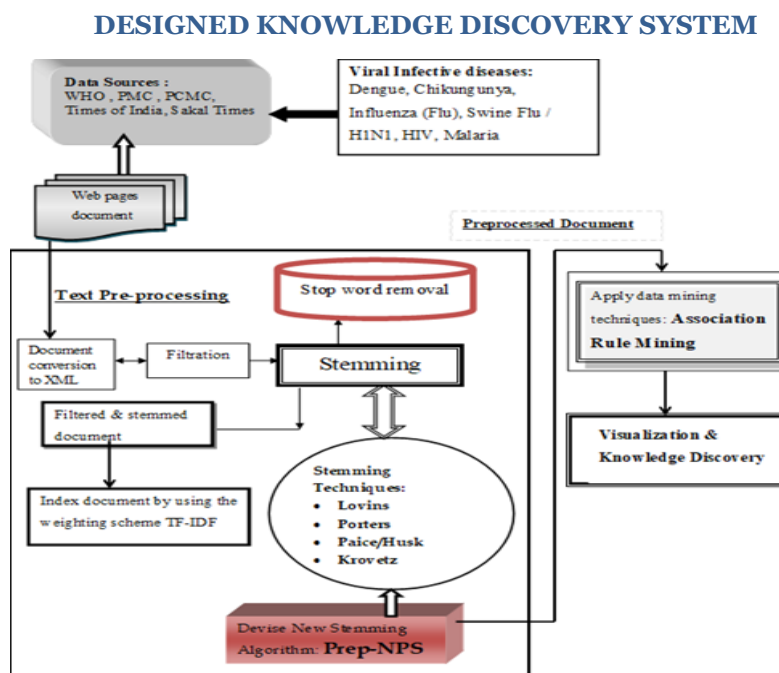 DESIGNED KNOWLEDGE DISCOVERY SYSTEM
Data Sources :
WHO , PMC , PCMC,
Times of India, Sakal Times
Viral Infective diseases:
Dengue, Chikungunya,
Influenza (Flu), Swine Flu /
H1N1, HIV, Malaria
Web pages
document
Preprocessed Document
Text Pre-processing
Stop word removal
Apply data mining
techniques: Association
Rule Mining
Document
conversion
to XML
Filtration
Stemming
Filtered & stemmed
document
Visualization &
Knowledge Discovery
Stemming
Techniques:
• Lovins
• Porters
• Paice/Husk
• Krovetz
Index document by using the
weighting scheme TF-IDF
Devise New Stemming
Algorithm: Prep-NPS